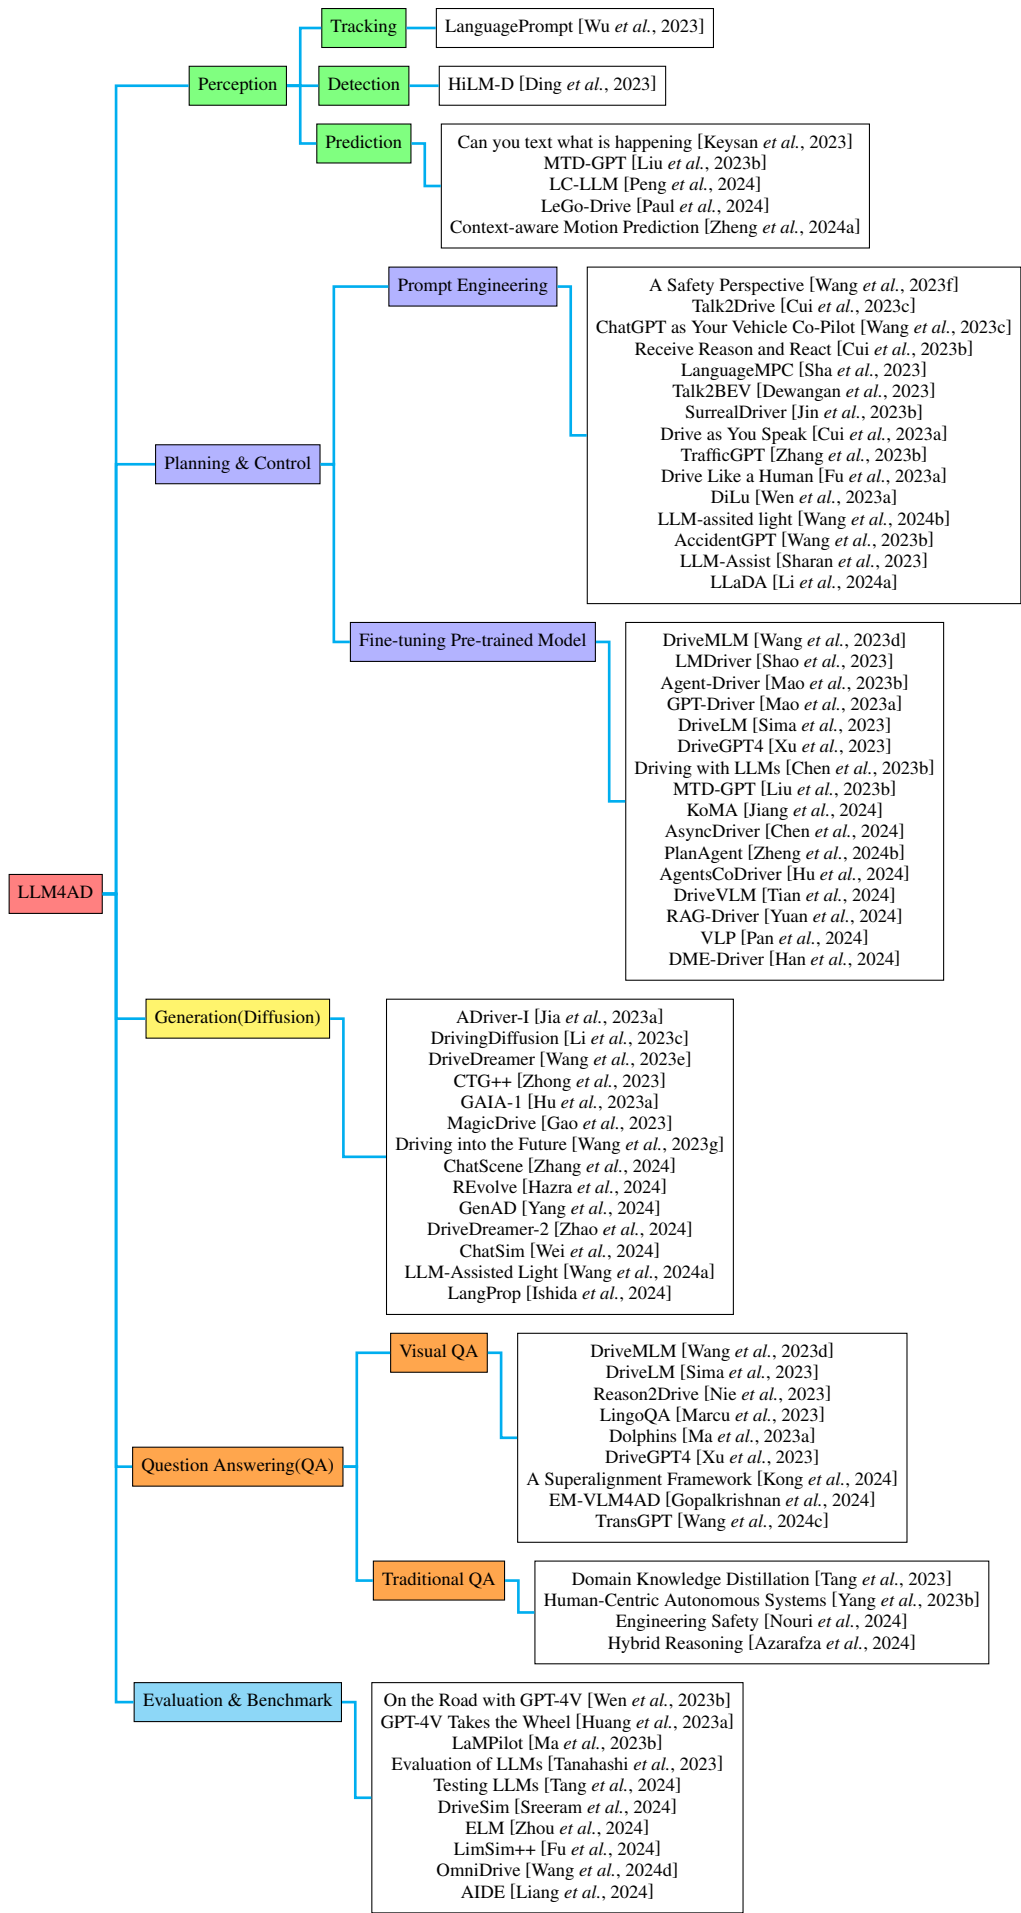 Tracking
LanguagePrompt [Wu et al., 2023]
Perception
Detection
HiLM-D [Ding et al., 2023]
Prediction
Can you text what is happening [Keysan et al., 2023]
MTD-GPT [Liu et al., 2023b]
LC-LLM [Peng et al., 2024]
LeGo-Drive [Paul et al., 2024]
Context-aware Motion Prediction [Zheng et al., 2024a]
Planning & Control
Prompt Engineering
A Safety Perspective [Wang et al., 2023f]
Talk2Drive [Cui et al., 2023c]
ChatGPT as Your Vehicle Co-Pilot [Wang et al., 2023c]
Receive Reason and React [Cui et al., 2023b]
LanguageMPC [Sha et al., 2023]
Talk2BEV [Dewangan et al., 2023]
SurrealDriver [Jin et al., 2023b]
Drive as You Speak [Cui et al., 2023a]
TrafficGPT [Zhang et al., 2023b]
Drive Like a Human [Fu et al., 2023a]
DiLu [Wen et al., 2023a]
LLM-assited light [Wang et al., 2024b]
AccidentGPT [Wang et al., 2023b]
LLM-Assist [Sharan et al., 2023]
LLaDA [Li et al., 2024a]
Fine-tuning Pre-trained Model
DriveMLM [Wang et al., 2023d]
LMDriver [Shao et al., 2023]
Agent-Driver [Mao et al., 2023b]
GPT-Driver [Mao et al., 2023a]
DriveLM [Sima et al., 2023]
DriveGPT4 [Xu et al., 2023]
Driving with LLMs [Chen et al., 2023b]
MTD-GPT [Liu et al., 2023b]
KoMA [Jiang et al., 2024]
AsyncDriver [Chen et al., 2024]
PlanAgent [Zheng et al., 2024b]
AgentsCoDriver [Hu et al., 2024]
DriveVLM [Tian et al., 2024]
RAG-Driver [Yuan et al., 2024]
VLP [Pan et al., 2024]
DME-Driver [Han et al., 2024]
LLM4AD
Generation(Diffusion)
ADriver-I [Jia et al., 2023a]
DrivingDiffusion [Li et al., 2023c]
DriveDreamer [Wang et al., 2023e]
CTG++ [Zhong et al., 2023]
GAIA-1 [Hu et al., 2023a]
MagicDrive [Gao et al., 2023]
Driving into the Future [Wang et al., 2023g]
ChatScene [Zhang et al., 2024]
REvolve [Hazra et al., 2024]
GenAD [Yang et al., 2024]
DriveDreamer-2 [Zhao et al., 2024]
ChatSim [Wei et al., 2024]
LLM-Assisted Light [Wang et al., 2024a]
LangProp [Ishida et al., 2024]
Question Answering(QA)
Visual QA
DriveMLM [Wang et al., 2023d]
DriveLM [Sima et al., 2023]
Reason2Drive [Nie et al., 2023]
LingoQA [Marcu et al., 2023]
Dolphins [Ma et al., 2023a]
DriveGPT4 [Xu et al., 2023]
A Superalignment Framework [Kong et al., 2024]
EM-VLM4AD [Gopalkrishnan et al., 2024]
TransGPT [Wang et al., 2024c]
Traditional QA
Domain Knowledge Distillation [Tang et al., 2023]
Human-Centric Autonomous Systems [Yang et al., 2023b]
Engineering Safety [Nouri et al., 2024]
Hybrid Reasoning [Azarafza et al., 2024]
Evaluation & Benchmark
On the Road with GPT-4V [Wen et al., 2023b]
GPT-4V Takes the Wheel [Huang et al., 2023a]
LaMPilot [Ma et al., 2023b]
Evaluation of LLMs [Tanahashi et al., 2023]
Testing LLMs [Tang et al., 2024]
DriveSim [Sreeram et al., 2024]
ELM [Zhou et al., 2024]
LimSim++ [Fu et al., 2024]
OmniDrive [Wang et al., 2024d]
AIDE [Liang et al., 2024]